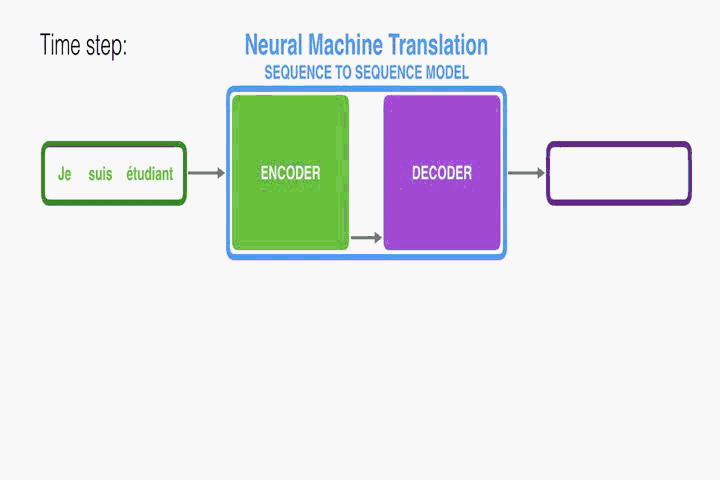 Time step:
Neural Machine Translation
SEQUENCE TO SEQUENCE MODEL
Je suis étudiant
ENCODER
DECODER